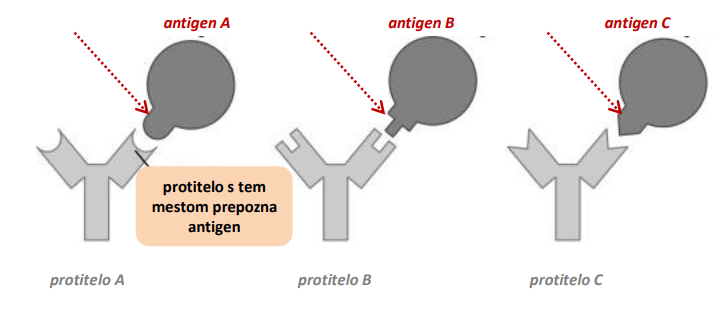 antigen A
antigen B
antigen C
protitelo s tem
mestom prepozna
antigen
protitelo A
protitelo B
protitelo C